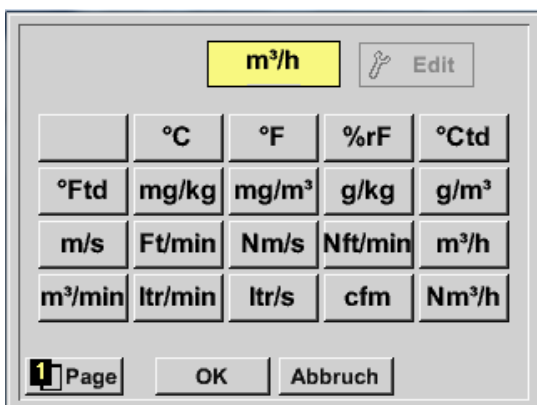 m³/h Edit
°C °F %rF °Ctd
°Ftd mg/kg mg/m³ g/kg g/m³
m/s Ft/min Nm/s Nft/min m³/h
m³/min ltr/min ltr/s cfm Nm³/h
1 Page OK Abbruch